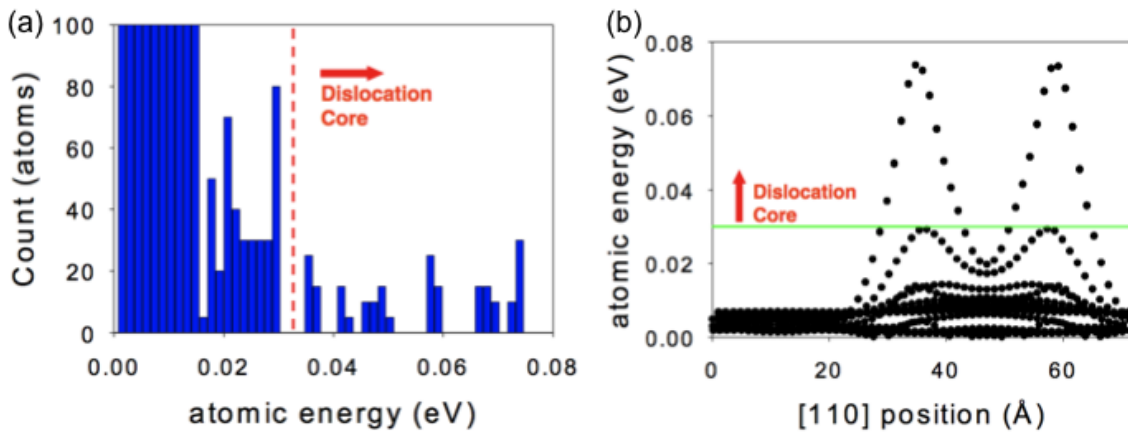 (a)
100
80
60
40
20
0
Count (atoms)
Dislocation
Core
0.00
0.02
0.04
0.06
0.08
atomic energy (eV)
(b)
0.08
0.06
0.04
0.02
0.00
atomic energy (eV)
Dislocation
Core
0
20
40
60
[110] position (Å)